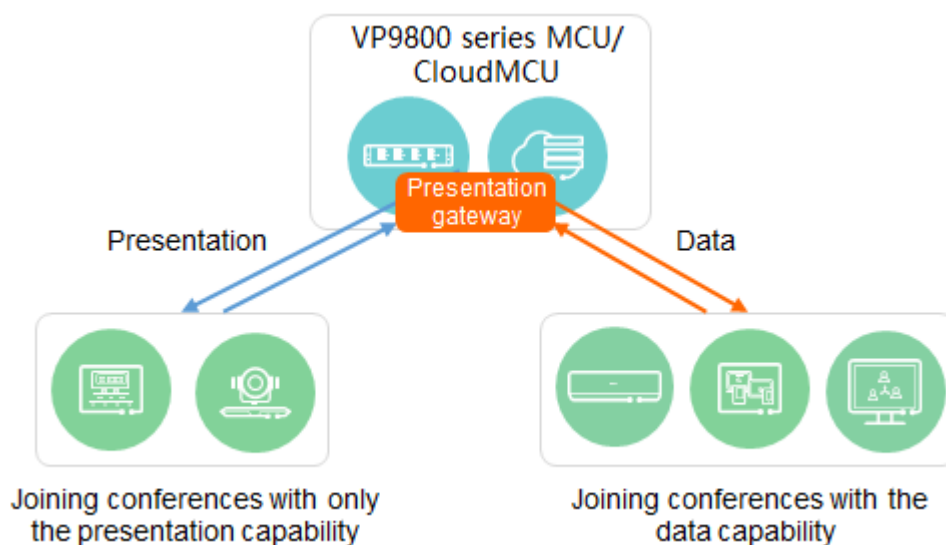 VP9800 series MCU/
CloudMCU
Presentation
gateway
Presentation
Data
Joining conferences with only
the presentation capability
Joining conferences with the
data capability